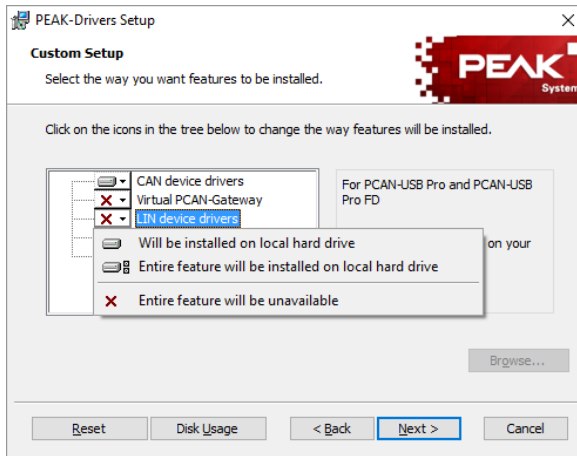 PEAK-Drivers Setup
Custom Setup
Select the way you want features to be installed.
PEAK
System
Click on the icons in the tree below to change the way features will be installed.
CAN device drivers
Virtual PCAN-Gateway
LIN device drivers
For PCAN-USB Pro and PCAN-USB
Pro FD
on your
Will be installed on local hard drive
Entire feature will be installed on local hard drive
Entire feature will be unavailable
Browse...
Reset
Disk Usage
< Back
Next >
Cancel